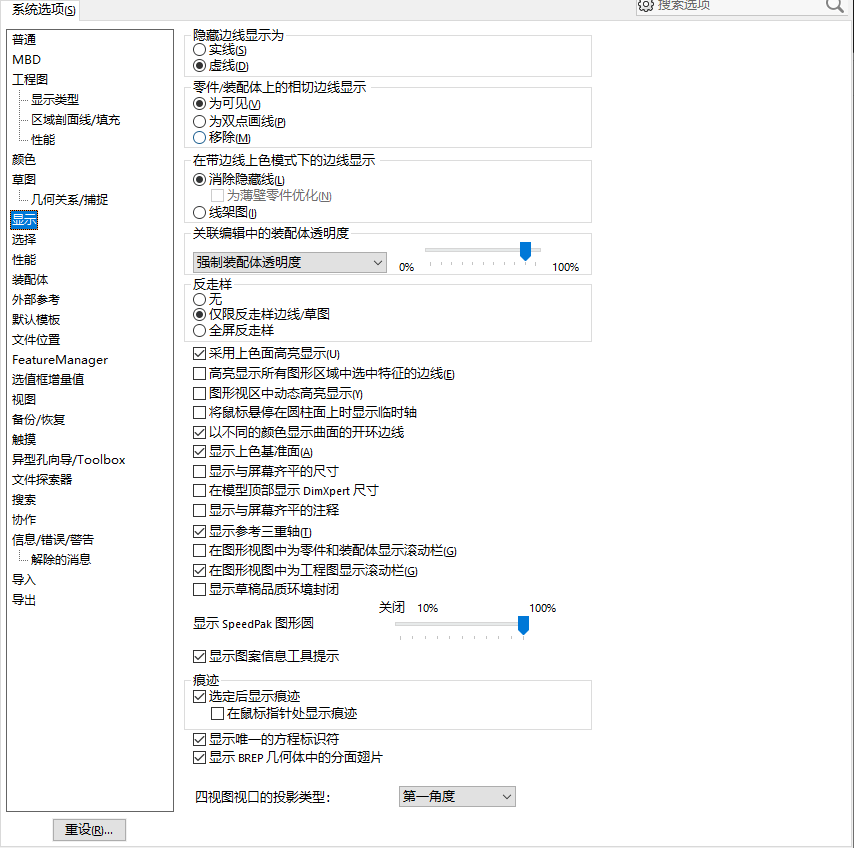 系统选项(S)
搜索选项
普通
MBD
工程图
显示类型
区域剖面线/填充
性能
颜色
草图
几何关系/捕捉
显示
选择
性能
装配体
外部参考
默认模板
文件位置
FeatureManager
选值框增量值
视图
备份/恢复
触摸
异型孔向导/Toolbox
文件探索器
搜索
协作
信息/错误/警告
解除的消息
导入
导出
重设(R)...
隐藏边线显示为
实线(S)
虚线(D)
零件/装配体上的相切边线显示
为可见(V)
为双点画线(P)
移除(M)
在带边线上色模式下的边线显示
消除隐藏线(L)
为薄壁零件优化(N)
线架图(I)
关联编辑中的装配体透明度
强制装配体透明度
0%
100%
反走样
无
仅限反走样边线/草图
全屏反走样
采用上色面高亮显示(U)
高亮显示所有图形区域中选中特征的边线(E)
图形视区中动态高亮显示(Y)
将鼠标悬停在圆柱面上时显示临时轴
以不同的颜色显示曲面的开环边线
显示上色基准面(A)
显示与屏幕齐平的尺寸
在模型顶部显示 DimXpert 尺寸
显示与屏幕齐平的注释
显示参考三重轴(T)
在图形视图中为零件和装配体显示滚动栏(G)
在图形视图中为工程图显示滚动栏(G)
显示草稿品质环境封闭
关闭 10% 100%
显示 SpeedPak 图形圆
显示图案信息工具提示
痕迹
选定后显示痕迹
在鼠标指针处显示痕迹
显示唯一的方程标识符
显示 BREP 几何体中的分面翅片
四视图视口的投影类型:
第一角度